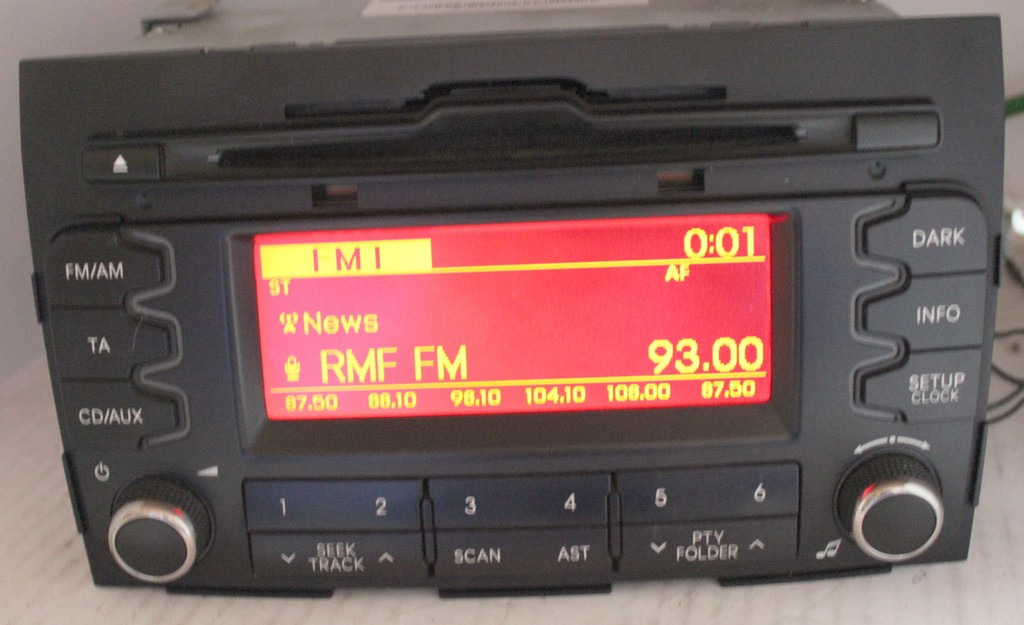 FM1
0:01
ST
AF
News
RMF FM
93.00
87.50 88.10 98.10 104.10 106.00 87.50
FM/AM
TA
CD/AUX
DARK
INFO
SETUP
CLOCK
1 2 3 4 5 6
SEEK
TRACK
SCAN
AST
PTY
FOLDER